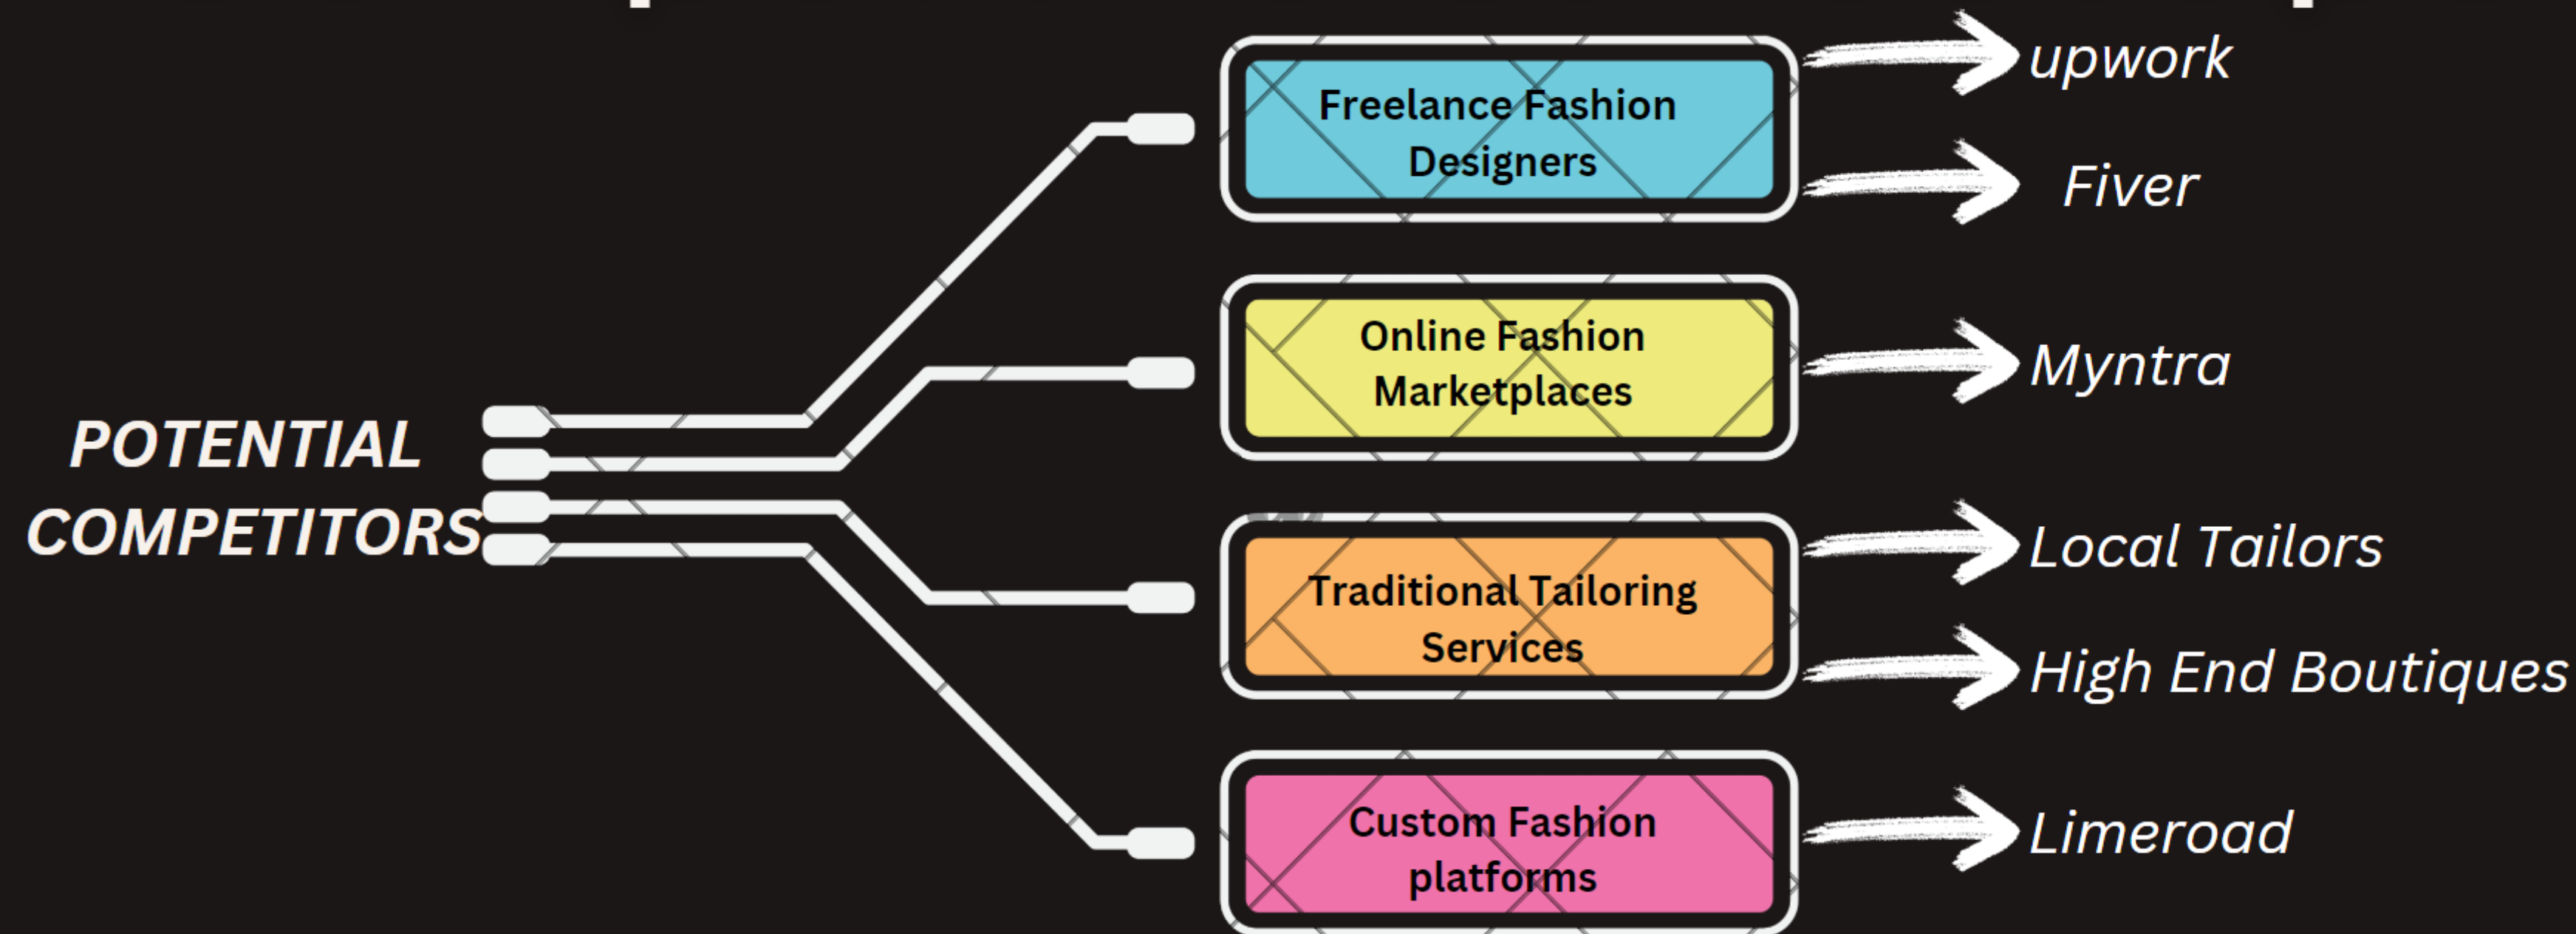 POTENTIAL
COMPETITORS
Freelance Fashion
Designers
upwork
Fiver
Online Fashion
Marketplaces
Myntra
Traditional Tailoring
Services
Local Tailors
High End Boutiques
Custom Fashion
platforms
Limeroad